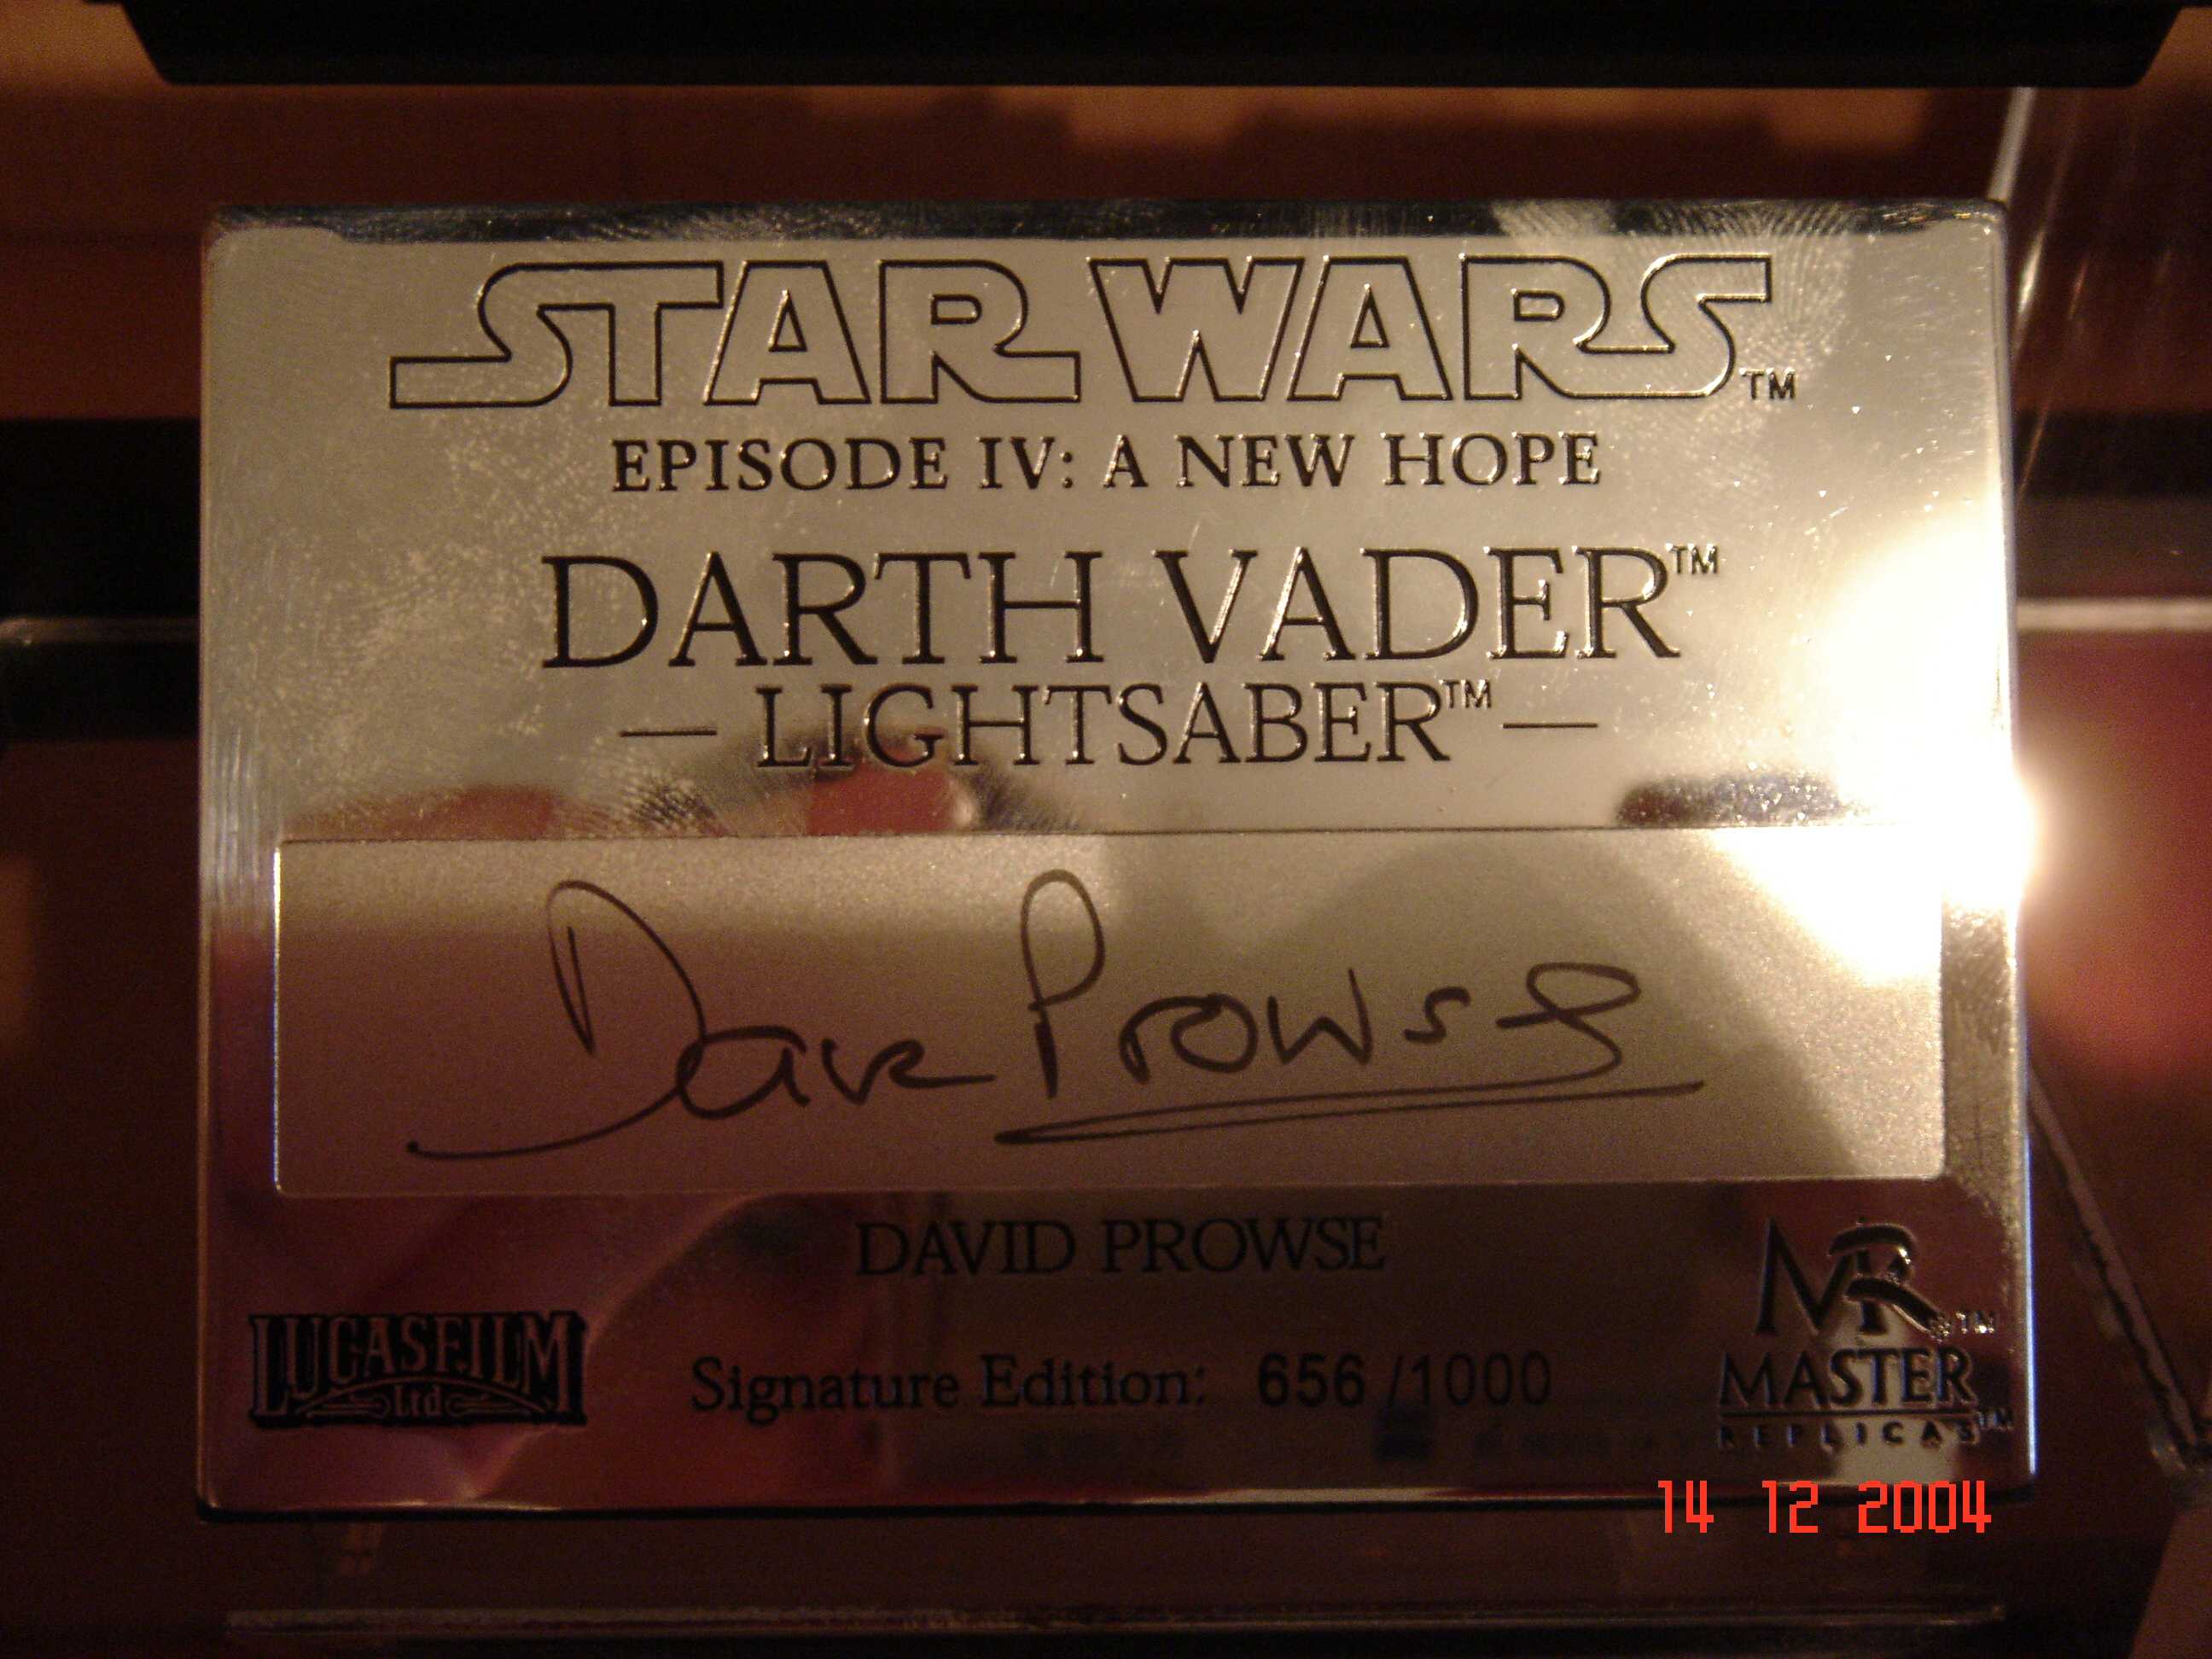 STAR WARS™
EPISODE IV: A NEW HOPE
DARTH VADER™
— LIGHTSABER™ —
Dave Prowse
DAVID PROWSE
LUCASFILM
Ltd
Signature Edition: 656 /1000
MR™
MASTER
REPLICAS™
14 12 2004